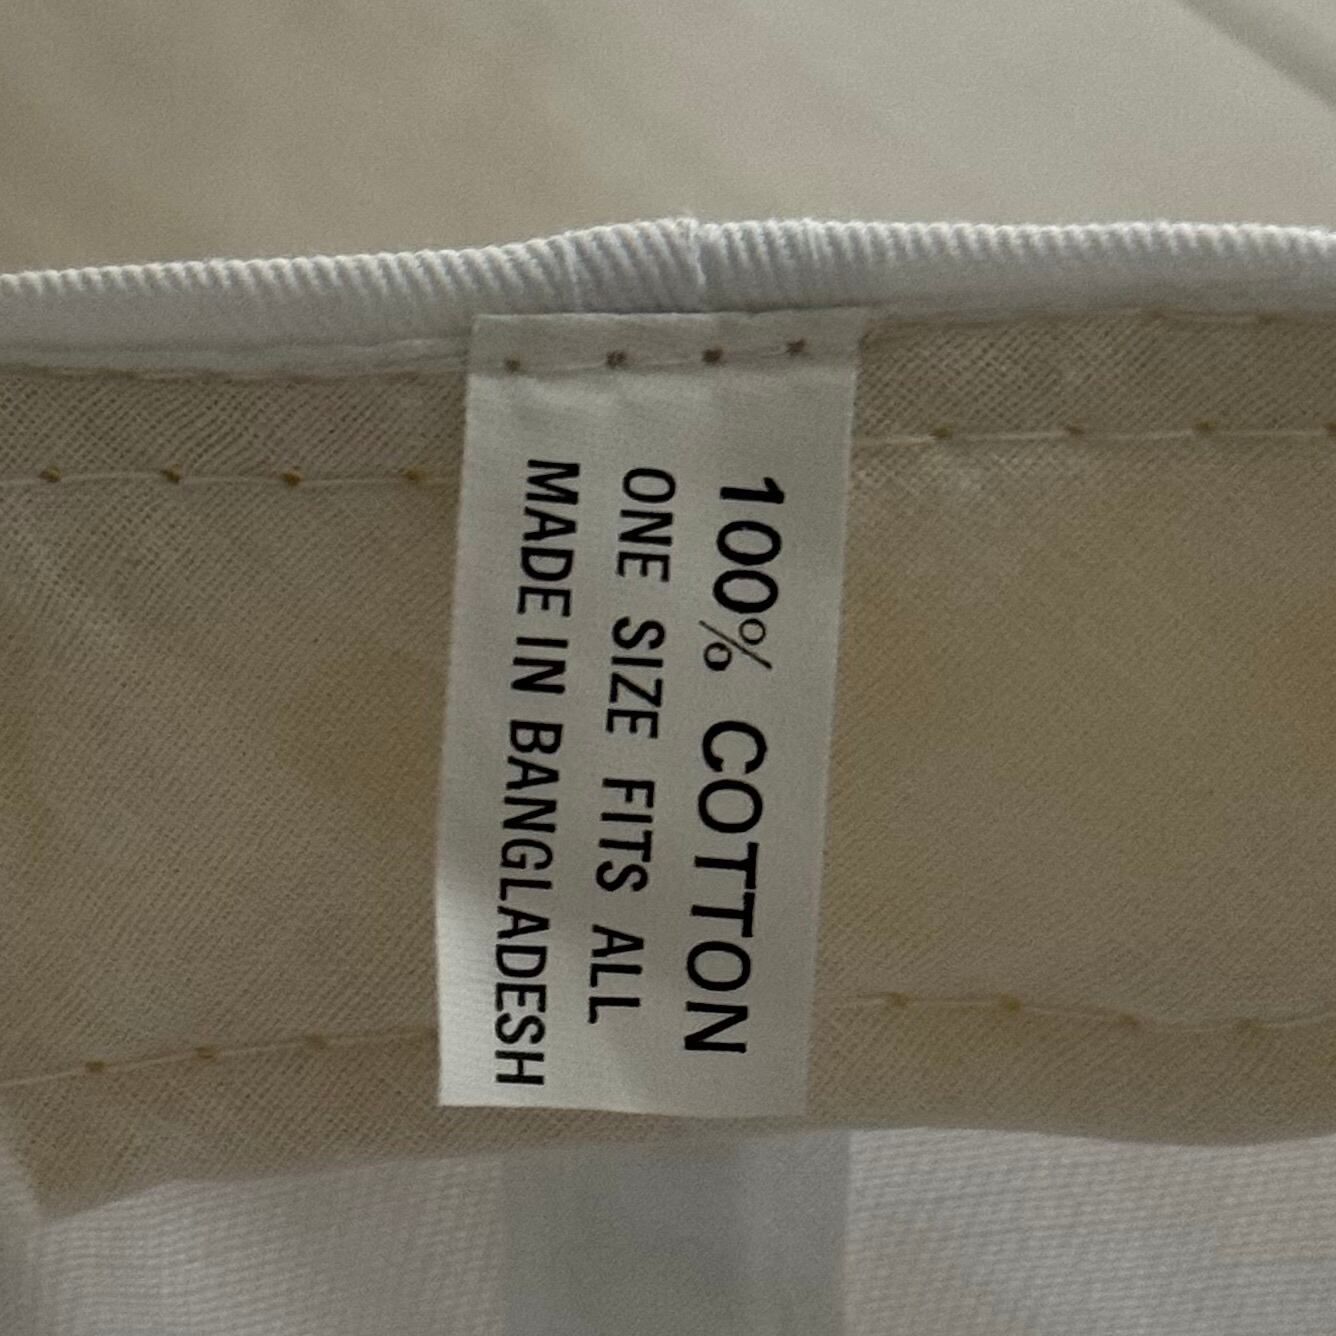 100% COTTON
ONE SIZE FITS ALL
MADE IN BANGLADESH